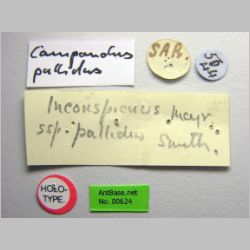 Camponotus
pallidus
SAR.
50
44
Inconspicuus Mayr
ssp. pallidus Smith.
HOLO-
TYPE.
AntBase.net
No. 00624